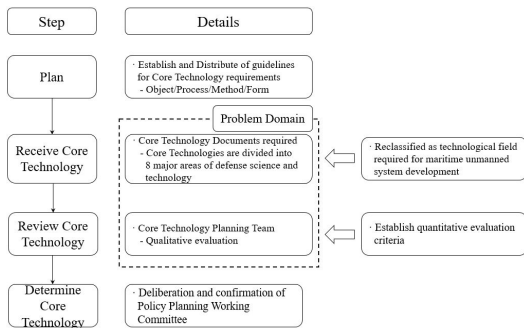 Step
Details
Plan
· Establish and Distribute of guidelines
for Core Technology requirements
- Object/Process/Method/Form
Problem Domain
Receive Core
Technology
· Core Technology Documents required
- Core Technologies are divided into
8 major areas of defense science and
technology
· Reclassified as technological field
required for maritime unmanned
system development
Review Core
Technology
· Core Technology Planning Team
- Qualitative evaluation
· Establish quantitative evaluation
criteria
Determine
Core
Technology
· Deliberation and confirmation of
Policy Planning Working
Committee